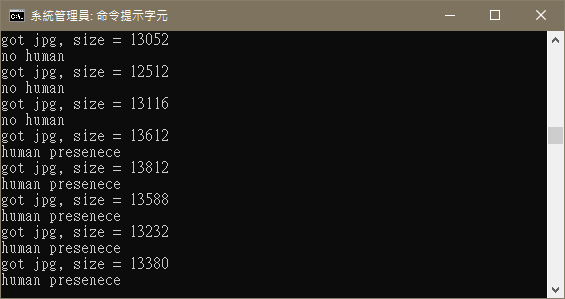 系統管理員: 命令提示字元
got jpg, size = 13052
no human
got jpg, size = 12512
no human
got jpg, size = 13116
no human
got jpg, size = 13612
human presenece
got jpg, size = 13812
human presenece
got jpg, size = 13588
human presenece
got jpg, size = 13232
human presenece
got jpg, size = 13380
human presenece